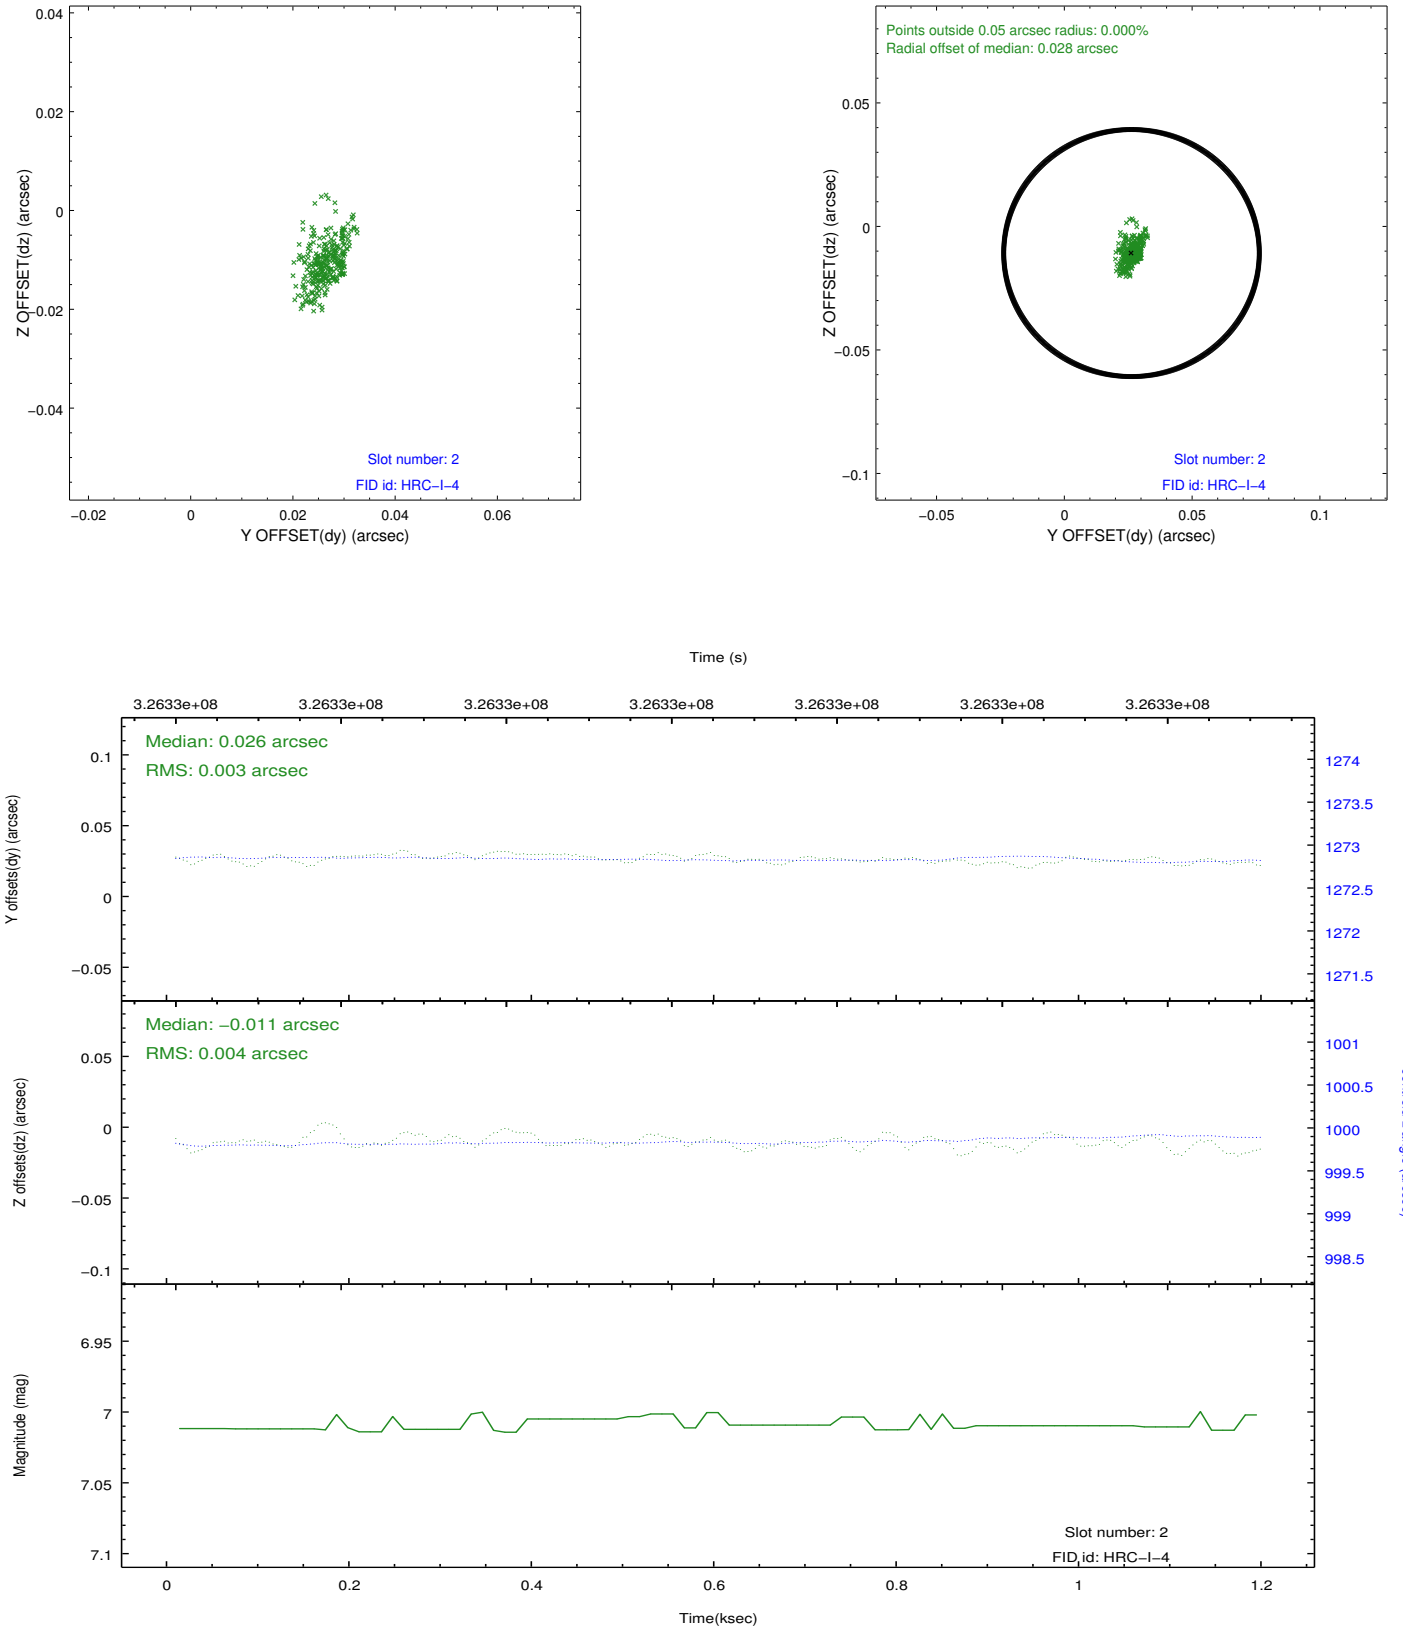 0.04
0.02
0
−0.02
−0.04
Z OFFSET(dz) (arcsec)
Slot number: 2
FID id: HRC−I−4
−0.02 0 0.02 0.04 0.06
Y OFFSET(dy) (arcsec)
Points outside 0.05 arcsec radius: 0.000%
Radial offset of median: 0.028 arcsec
0.05
0
−0.05
−0.1
Z OFFSET(dz) (arcsec)
Slot number: 2
FID id: HRC−I−4
−0.05 0 0.05 0.1
Y OFFSET(dy) (arcsec)
Time (s)
3.2633e+08 3.2633e+08 3.2633e+08 3.2633e+08 3.2633e+08 3.2633e+08 3.2633e+08
Median: 0.026 arcsec
RMS: 0.003 arcsec
0.1
0.05
0
−0.05
Y offsets(dy) (arcsec)
1274
1273.5
1273
1272.5
1272
1271.5
Median: −0.011 arcsec
RMS: 0.004 arcsec
0.05
0
−0.05
−0.1
Z offsets(dz) (arcsec)
1001
1000.5
1000
999.5
999
998.5
6.95
7
7.05
7.1
Magnitude (mag)
Slot number: 2
FID id: HRC−I−4
0 0.2 0.4 0.6 0.8 1 1.2
Time(ksec)